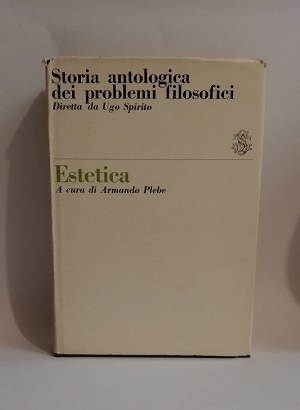 Storia antologica
dei problemi filosofici
Diretta da Ugo Spirito
Estetica
A cura di Armando Plebe